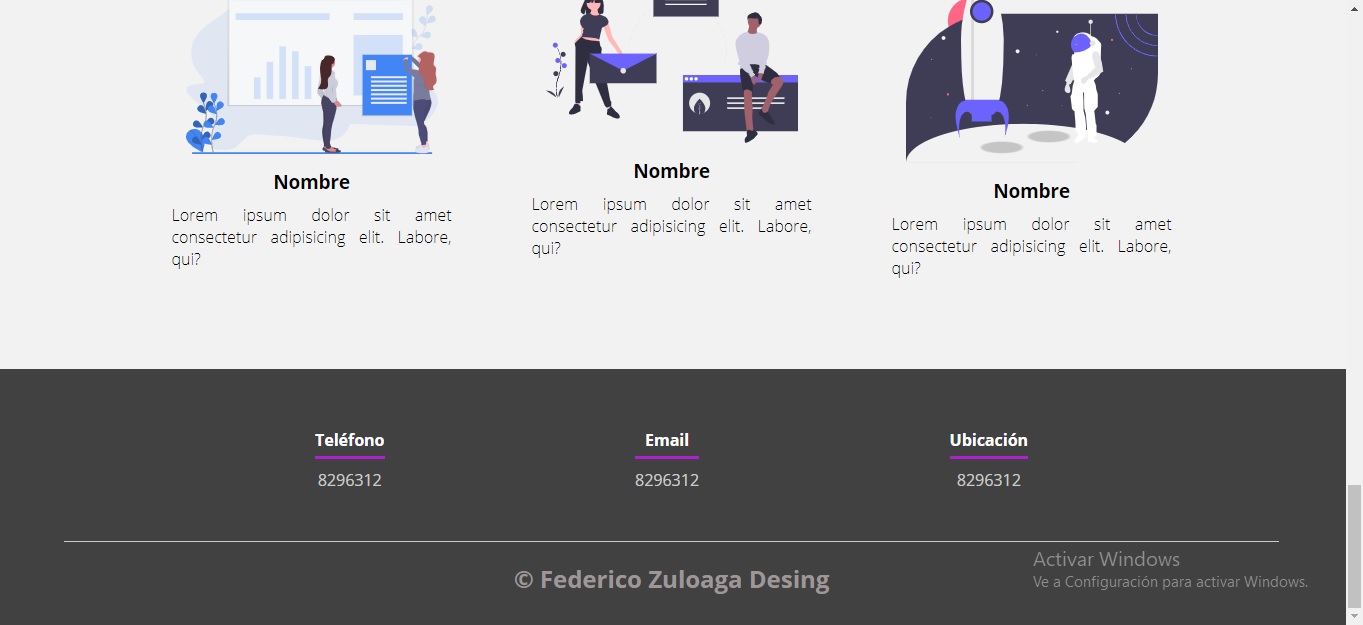 Nombre
Lorem ipsum dolor sit amet
consectetur adipisicing elit. Labore,
qui?
Nombre
Lorem ipsum dolor sit amet
consectetur adipisicing elit. Labore,
qui?
Nombre
Lorem ipsum dolor sit amet
consectetur adipisicing elit. Labore,
qui?
Teléfono
8296312
Email
8296312
Ubicación
8296312
© Federico Zuloaga Desing
Activar Windows
Ve a Configuración para activar Windows.